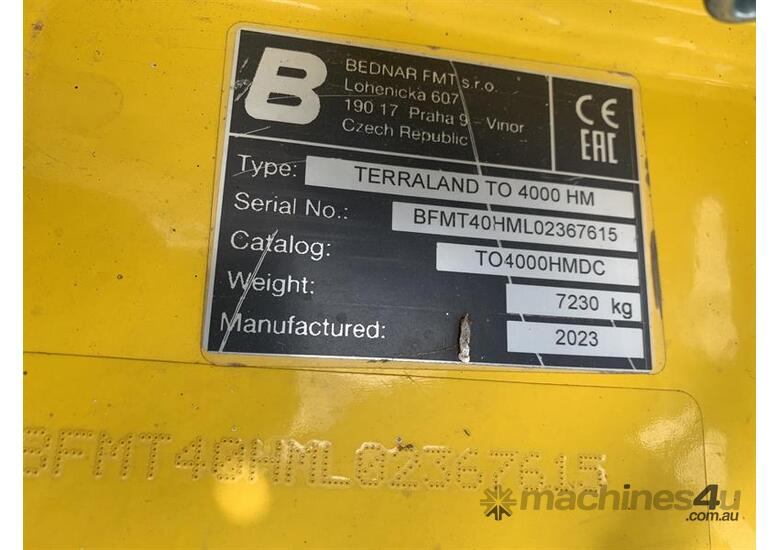 B
BEDNAR FMT s.r.o.
Lohenická 607
190 17 Praha 9 - Vinor
Czech Republic
CE
EAC
Type: TERRALAND TO 4000 HM
Serial No.: BFMT40HML02367615
Catalog: TO4000HMDC
Weight: 7230 kg
Manufactured: 2023
BFMT40HML02367615
machines4u
.com.au